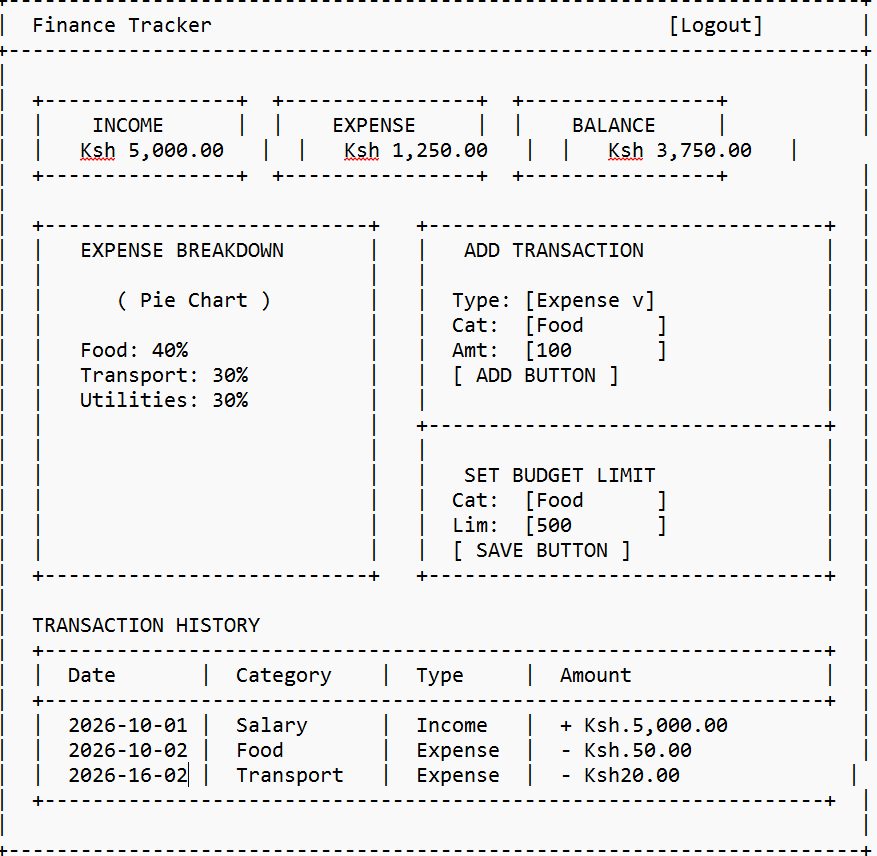 Finance Tracker [Logout]
INCOME | | EXPENSE | | BALANCE
Ksh 5,000.00 | | Ksh 1,250.00 | | Ksh 3,750.00
EXPENSE BREAKDOWN
( Pie Chart )
Food: 40%
Transport: 30%
Utilities: 30%
ADD TRANSACTION
Type: [Expense v]
Cat: [Food ]
Amt: [100 ]
[ ADD BUTTON ]
SET BUDGET LIMIT
Cat: [Food ]
Lim: [500 ]
[ SAVE BUTTON ]
TRANSACTION HISTORY
Date | Category | Type | Amount
2026-10-01 | Salary | Income | + Ksh.5,000.00
2026-10-02 | Food | Expense | - Ksh.50.00
2026-16-02 | Transport | Expense | - Ksh20.00